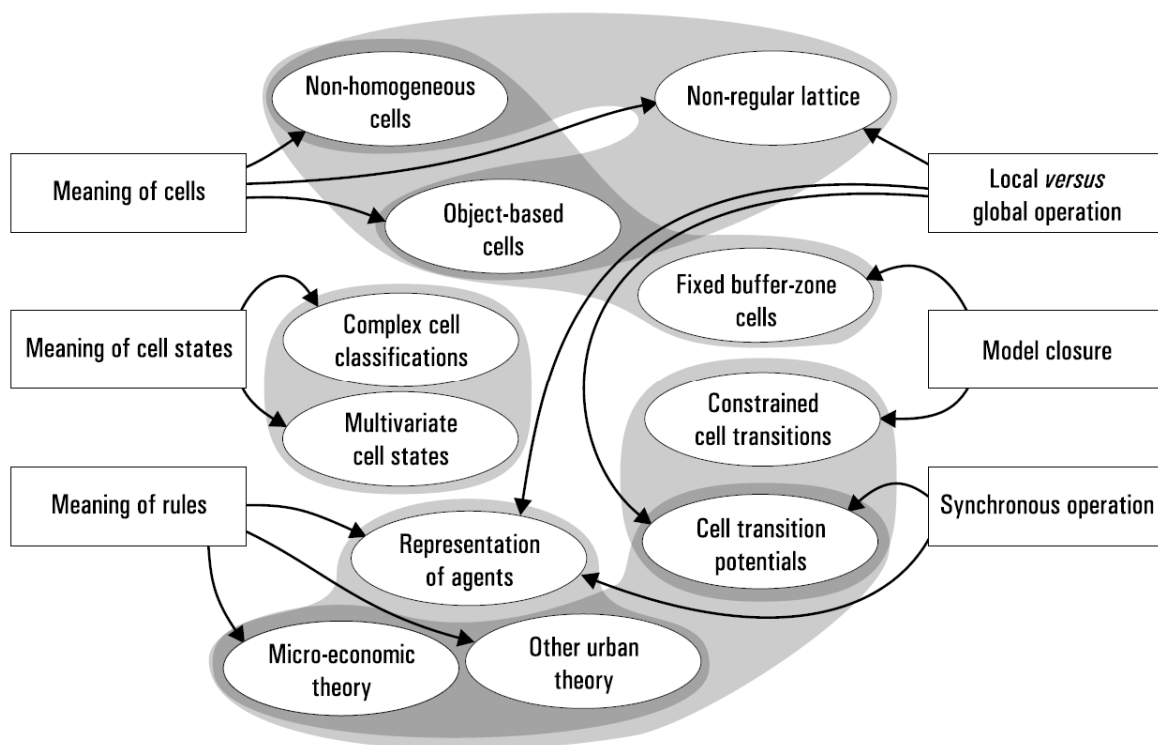 Non-homogeneous
cells
Non-regular lattice
Meaning of cells
Local versus
global operation
Object-based
cells
Fixed buffer-zone
cells
Meaning of cell states
Complex cell
classifications
Model closure
Multivariate
cell states
Constrained
cell transitions
Meaning of rules
Synchronous operation
Representation
of agents
Cell transition
potentials
Micro-economic
theory
Other urban
theory